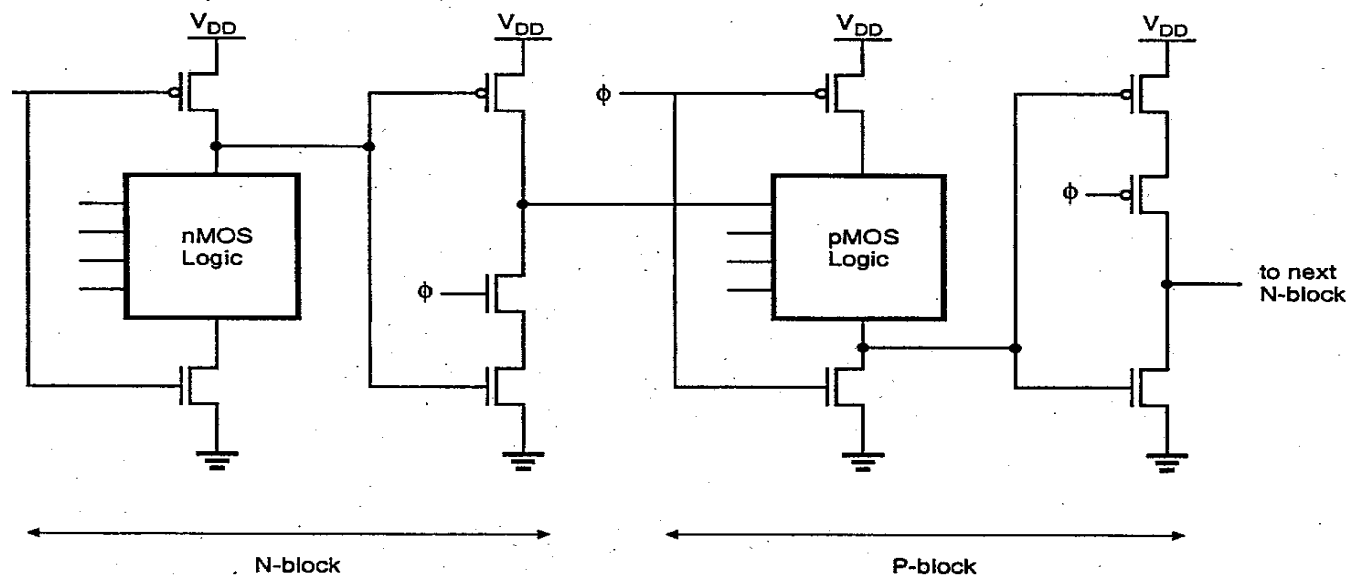 VDD
VDD
VDD
VDD
ϕ
ϕ
nMOS
Logic
pMOS
Logic
ϕ
to next
N-block
N-block
P-block